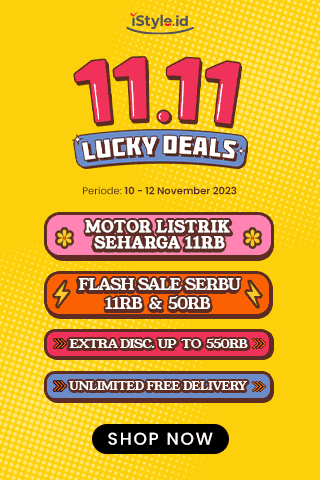 iStyle.id
11.11
LUCKY DEALS
Periode: 10 - 12 November 2023
MOTOR LISTRIK
SEHARGA 11RB
FLASH SALE SERBU
11RB & 50RB
EXTRA DISC. UP TO 550RB
UNLIMITED FREE DELIVERY
SHOP NOW